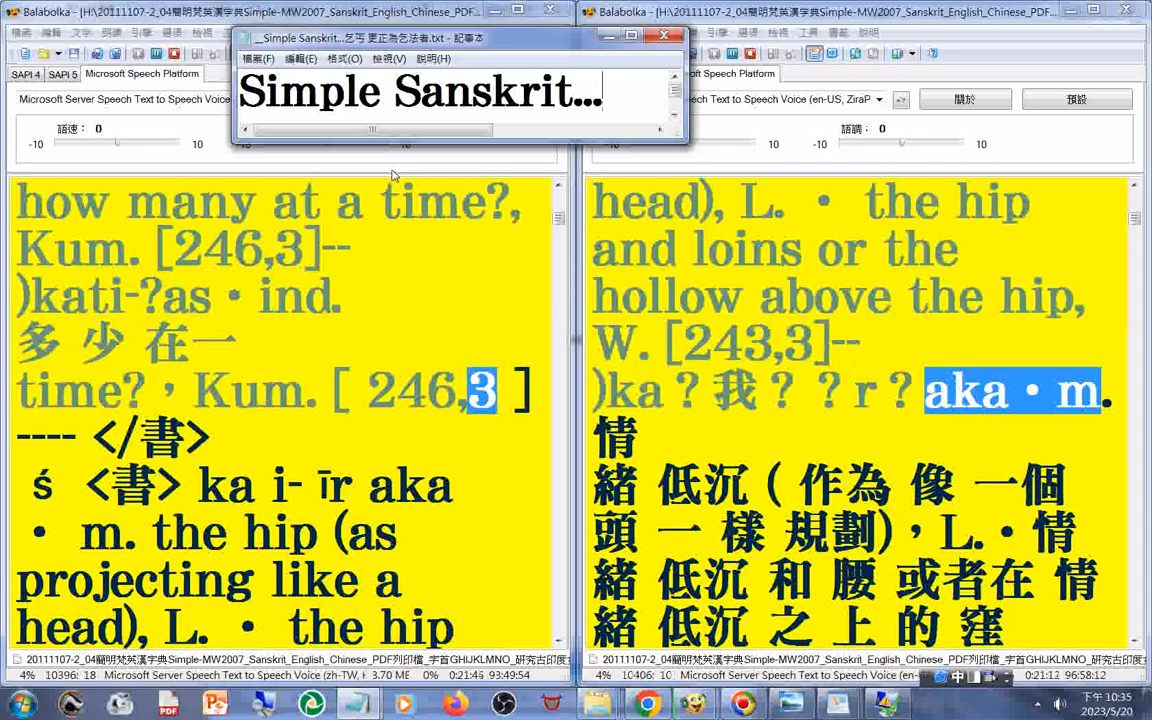 Balabolka - [H:\20111107-2_04簡明梵英漢字典Simple-MW2007_Sanskrit_English_Chinese_PDF...
Balabolka - [H:\20111107-2_04簡明梵英漢字典Simple-MW2007_Sanskrit_English_Chinese_PDF...
__Simple Sanskrit...乞丐 更正為乞法者.txt - 記事本
檔案(F) 編輯(E) 格式(O) 檢視(V) 說明(H)
Simple Sanskrit...
SAPI 4 SAPI 5 Microsoft Speech Platform
Speech Platform
Microsoft Server Speech Text to Speech Voice
ech Text to Speech Voice (en-US, ZiraP
關於
預設
語速： 0
語調： 0
-10
10
-10
10
10
-10
10
how many at a time?,
Kum. [246,3]--
)kati-?as • ind.
多 少 在一
time?，Kum. [ 246,3 ]
---- </書>
ś <書> ka i- īr aka
• m. the hip (as
projecting like a
head), L. • the hip
head), L. • the hip
and loins or the
hollow above the hip,
W. [243,3]--
)ka？我？？r？aka • m.
情
緒 低沉 ( 作為 像 一個
頭 一 樣 規劃)，L. • 情
緒 低沉 和 腰 或者在 情
緒 低沉 之 上 的 窪
20111107-2_04簡明梵英漢字典Simple-MW2007_Sanskrit_English_Chinese_PDF列印檔_字首GHIJKLMNO_研究古印度
20111107-2_04簡明梵英漢字典Simple-MW2007_Sanskrit_English_Chinese_PDF列印檔_字首GHIJKLMNO_研究古印度
4% 10396: 18 Microsoft Server Speech Text to Speech Voice (zh-TW, H 3.70 ME 0% 0:21:45 93:49:54
4% 10406: 10 Microsoft Server Speech Text to Speech Voice 0:21:12 96:58:12
中
下午 10:35
2023/5/20